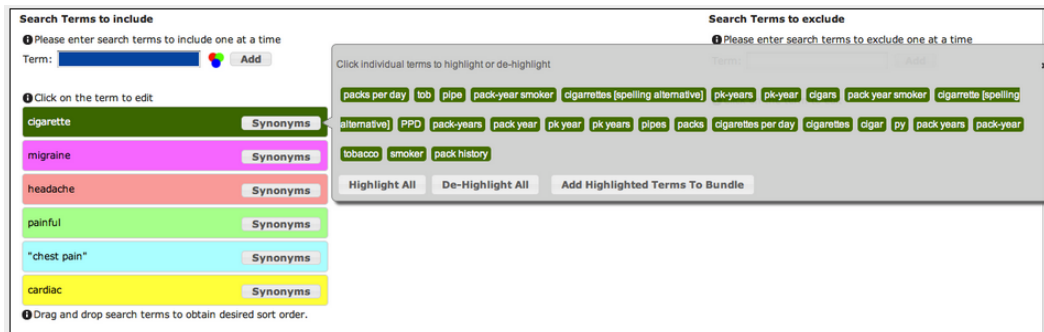 Search Terms to include
Please enter search terms to include one at a time
Term:
Add
Click on the term to edit
cigarette Synonyms
migraine Synonyms
headache Synonyms
painful Synonyms
"chest pain" Synonyms
cardiac Synonyms
Drag and drop search terms to obtain desired sort order.
Search Terms to exclude
Please enter search terms to exclude one at a time
Term:
Add
Click individual terms to highlight or de-highlight
x
packs per day tob pipe pack-year smoker cigarrettes [spelling alternative] pk-years pk-year cigars pack year smoker cigarrette [spelling
alternative] PPD pack-years pack year pk year pk years pipes packs cigarettes per day cigarettes cigar py pack years pack-year
tobacco smoker pack history
Highlight All De-Highlight All Add Highlighted Terms To Bundle